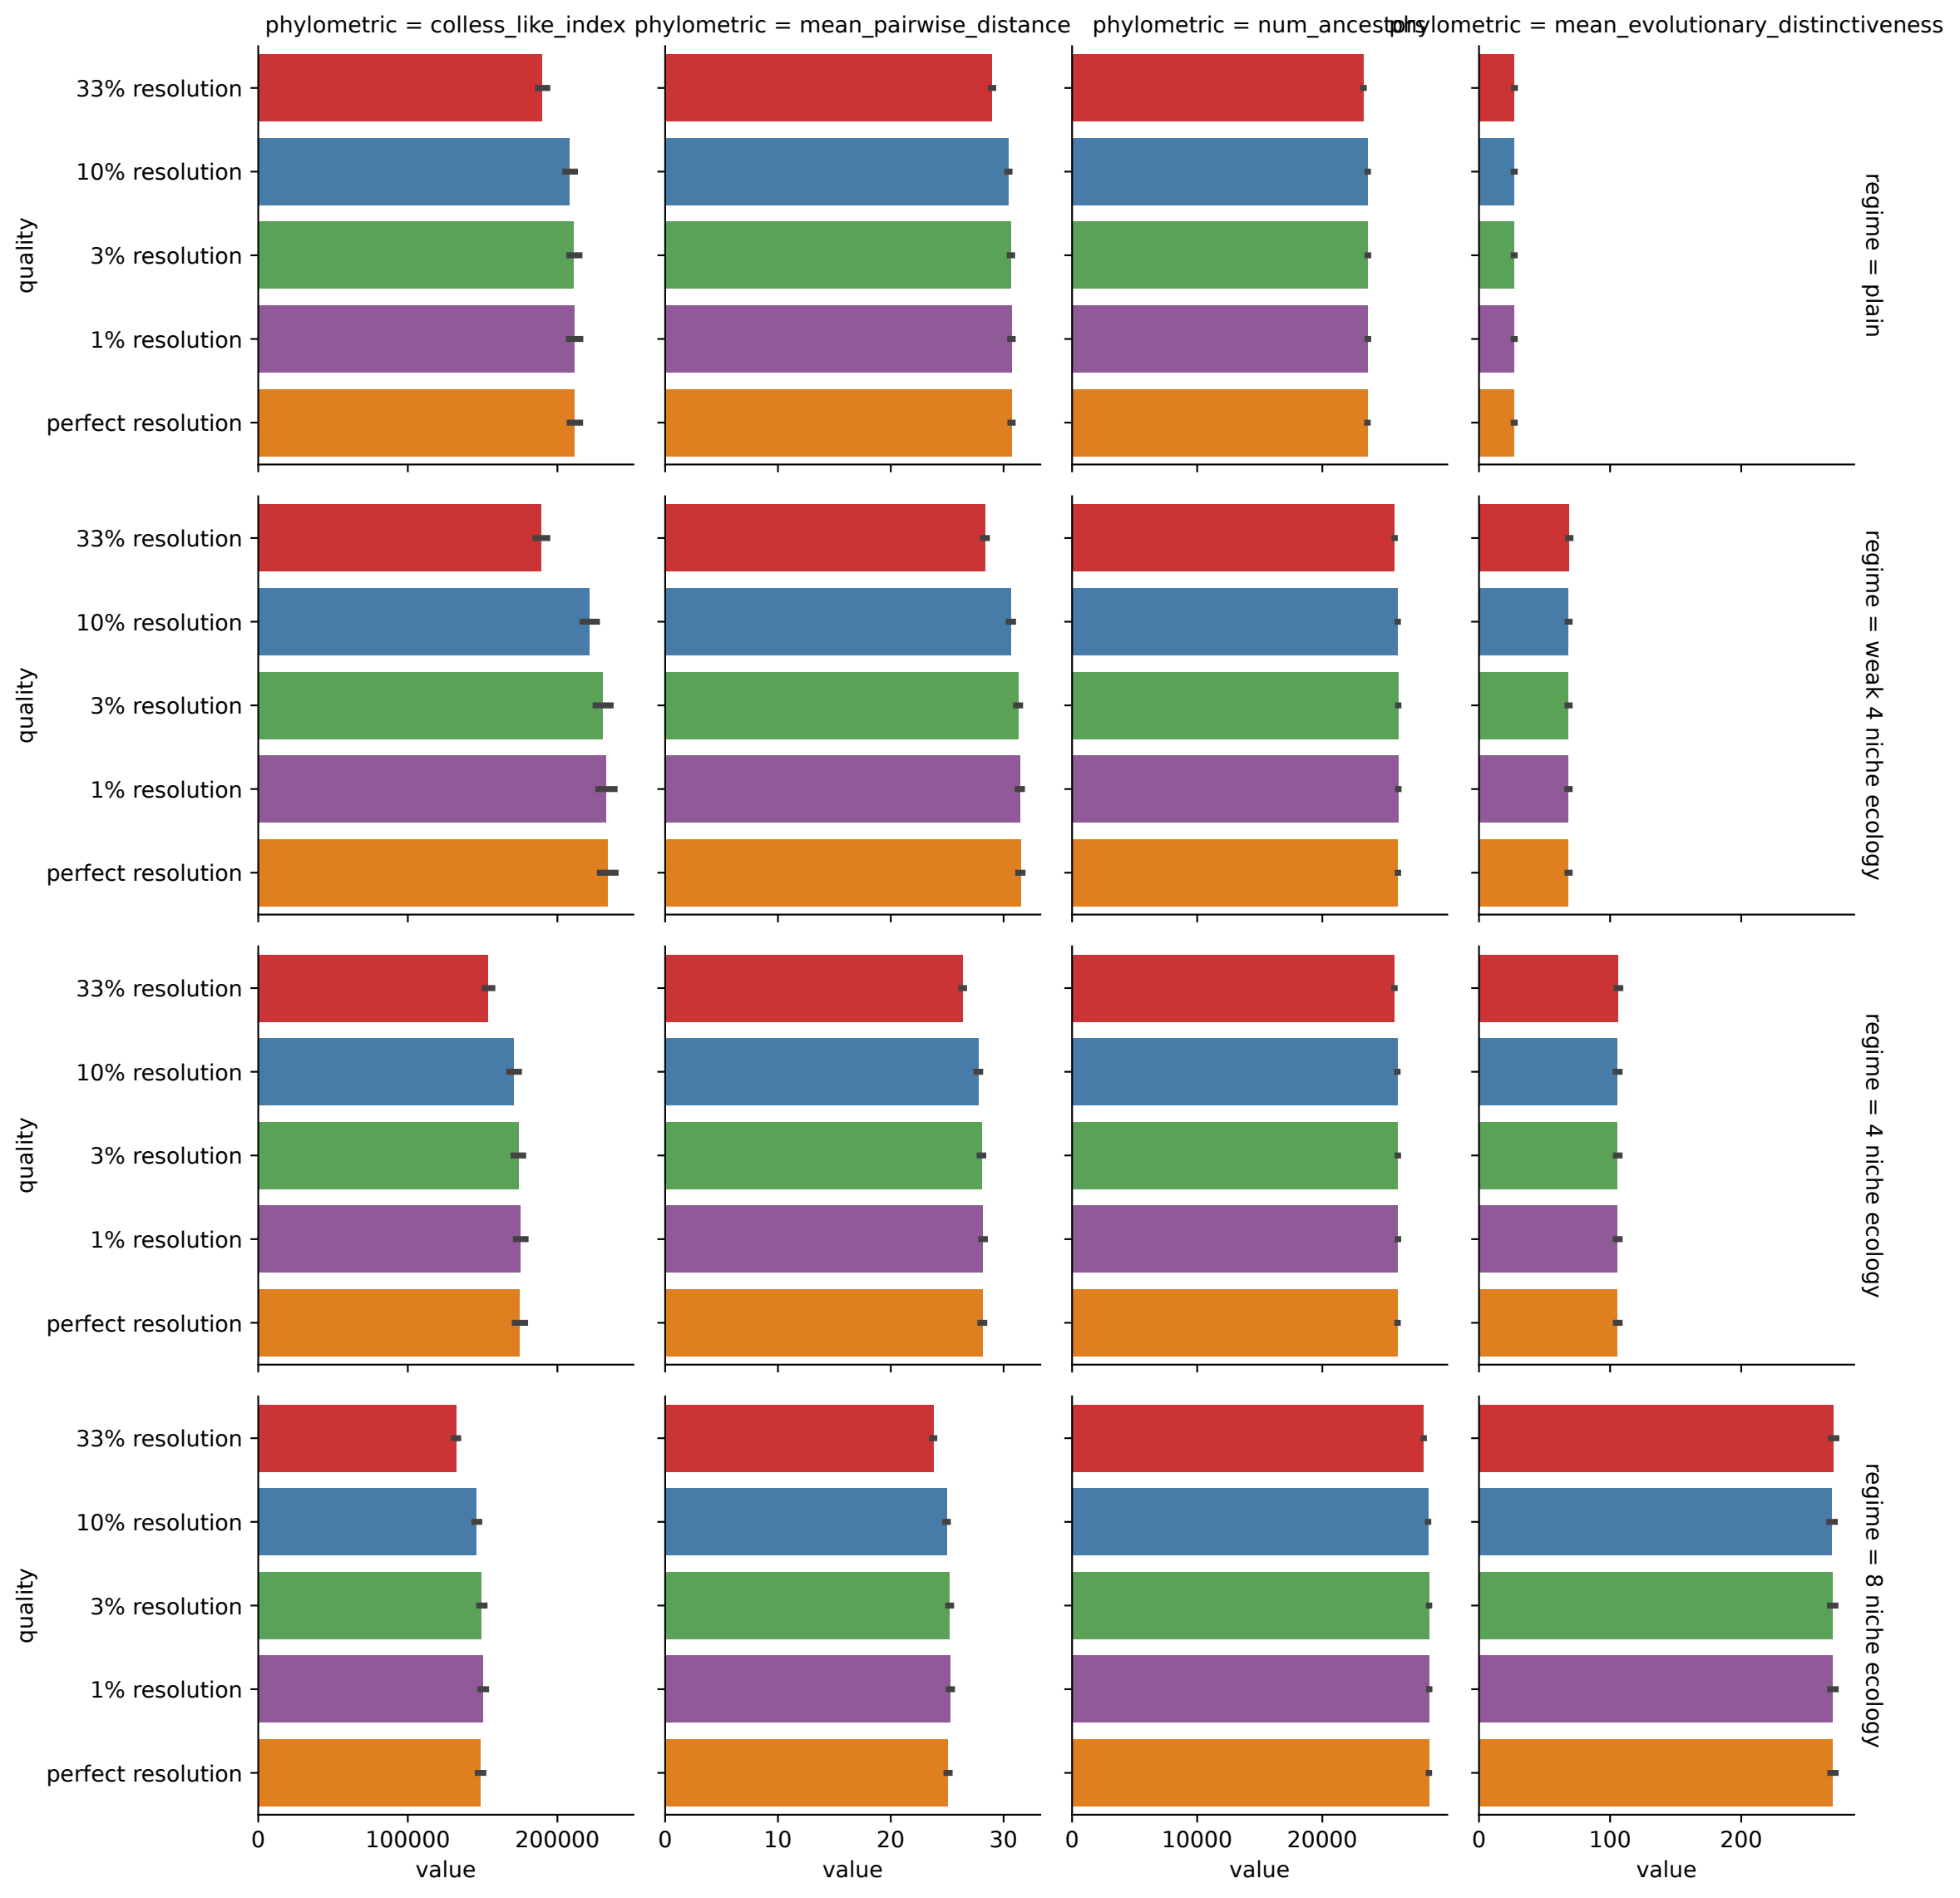 phylometric = colless_like_index
phylometric = mean_pairwise_distance
phylometric = num_ancestors
phylometric = mean_evolutionary_distinctiveness
quality
33% resolution
10% resolution
3% resolution
1% resolution
perfect resolution
regime = plain
quality
33% resolution
10% resolution
3% resolution
1% resolution
perfect resolution
regime = weak 4 niche ecology
quality
33% resolution
10% resolution
3% resolution
1% resolution
perfect resolution
regime = 4 niche ecology
quality
33% resolution
10% resolution
3% resolution
1% resolution
perfect resolution
regime = 8 niche ecology
0 100000 200000
0 10 20 30
0 10000 20000
0 100 200
value
value
value
value